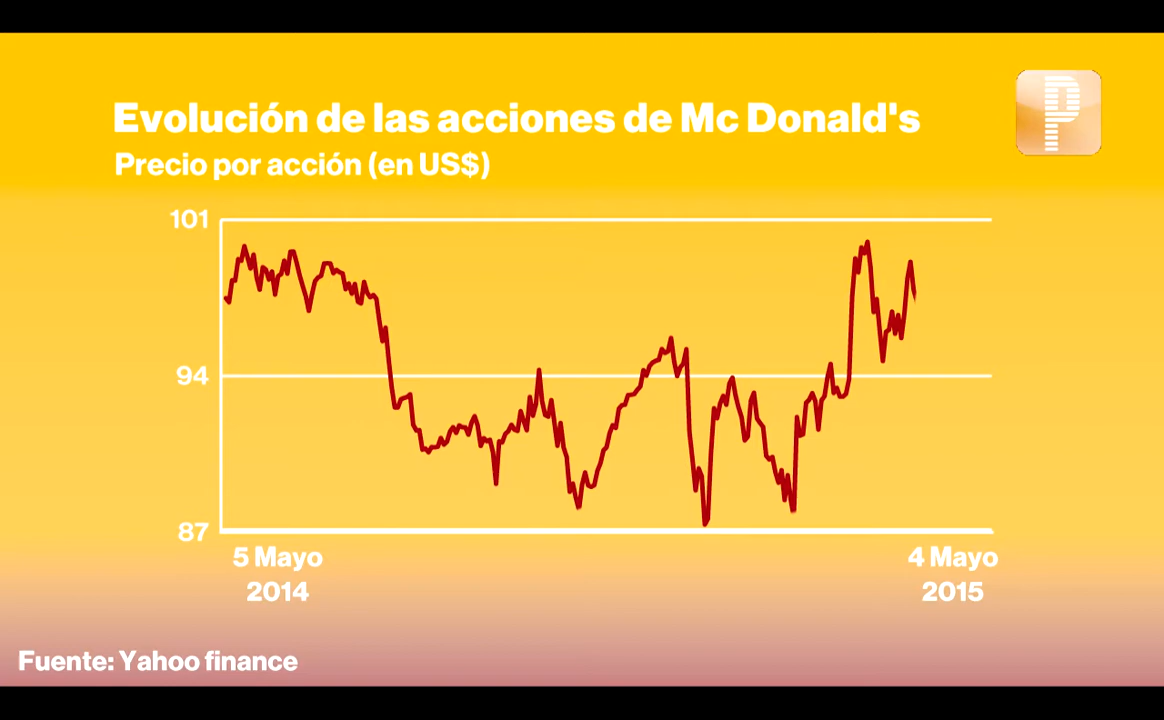 Evolución de las acciones de Mc Donald's
Precio por acción (en US$)
P
101
94
87
5 Mayo
2014
4 Mayo
2015
Fuente: Yahoo finance